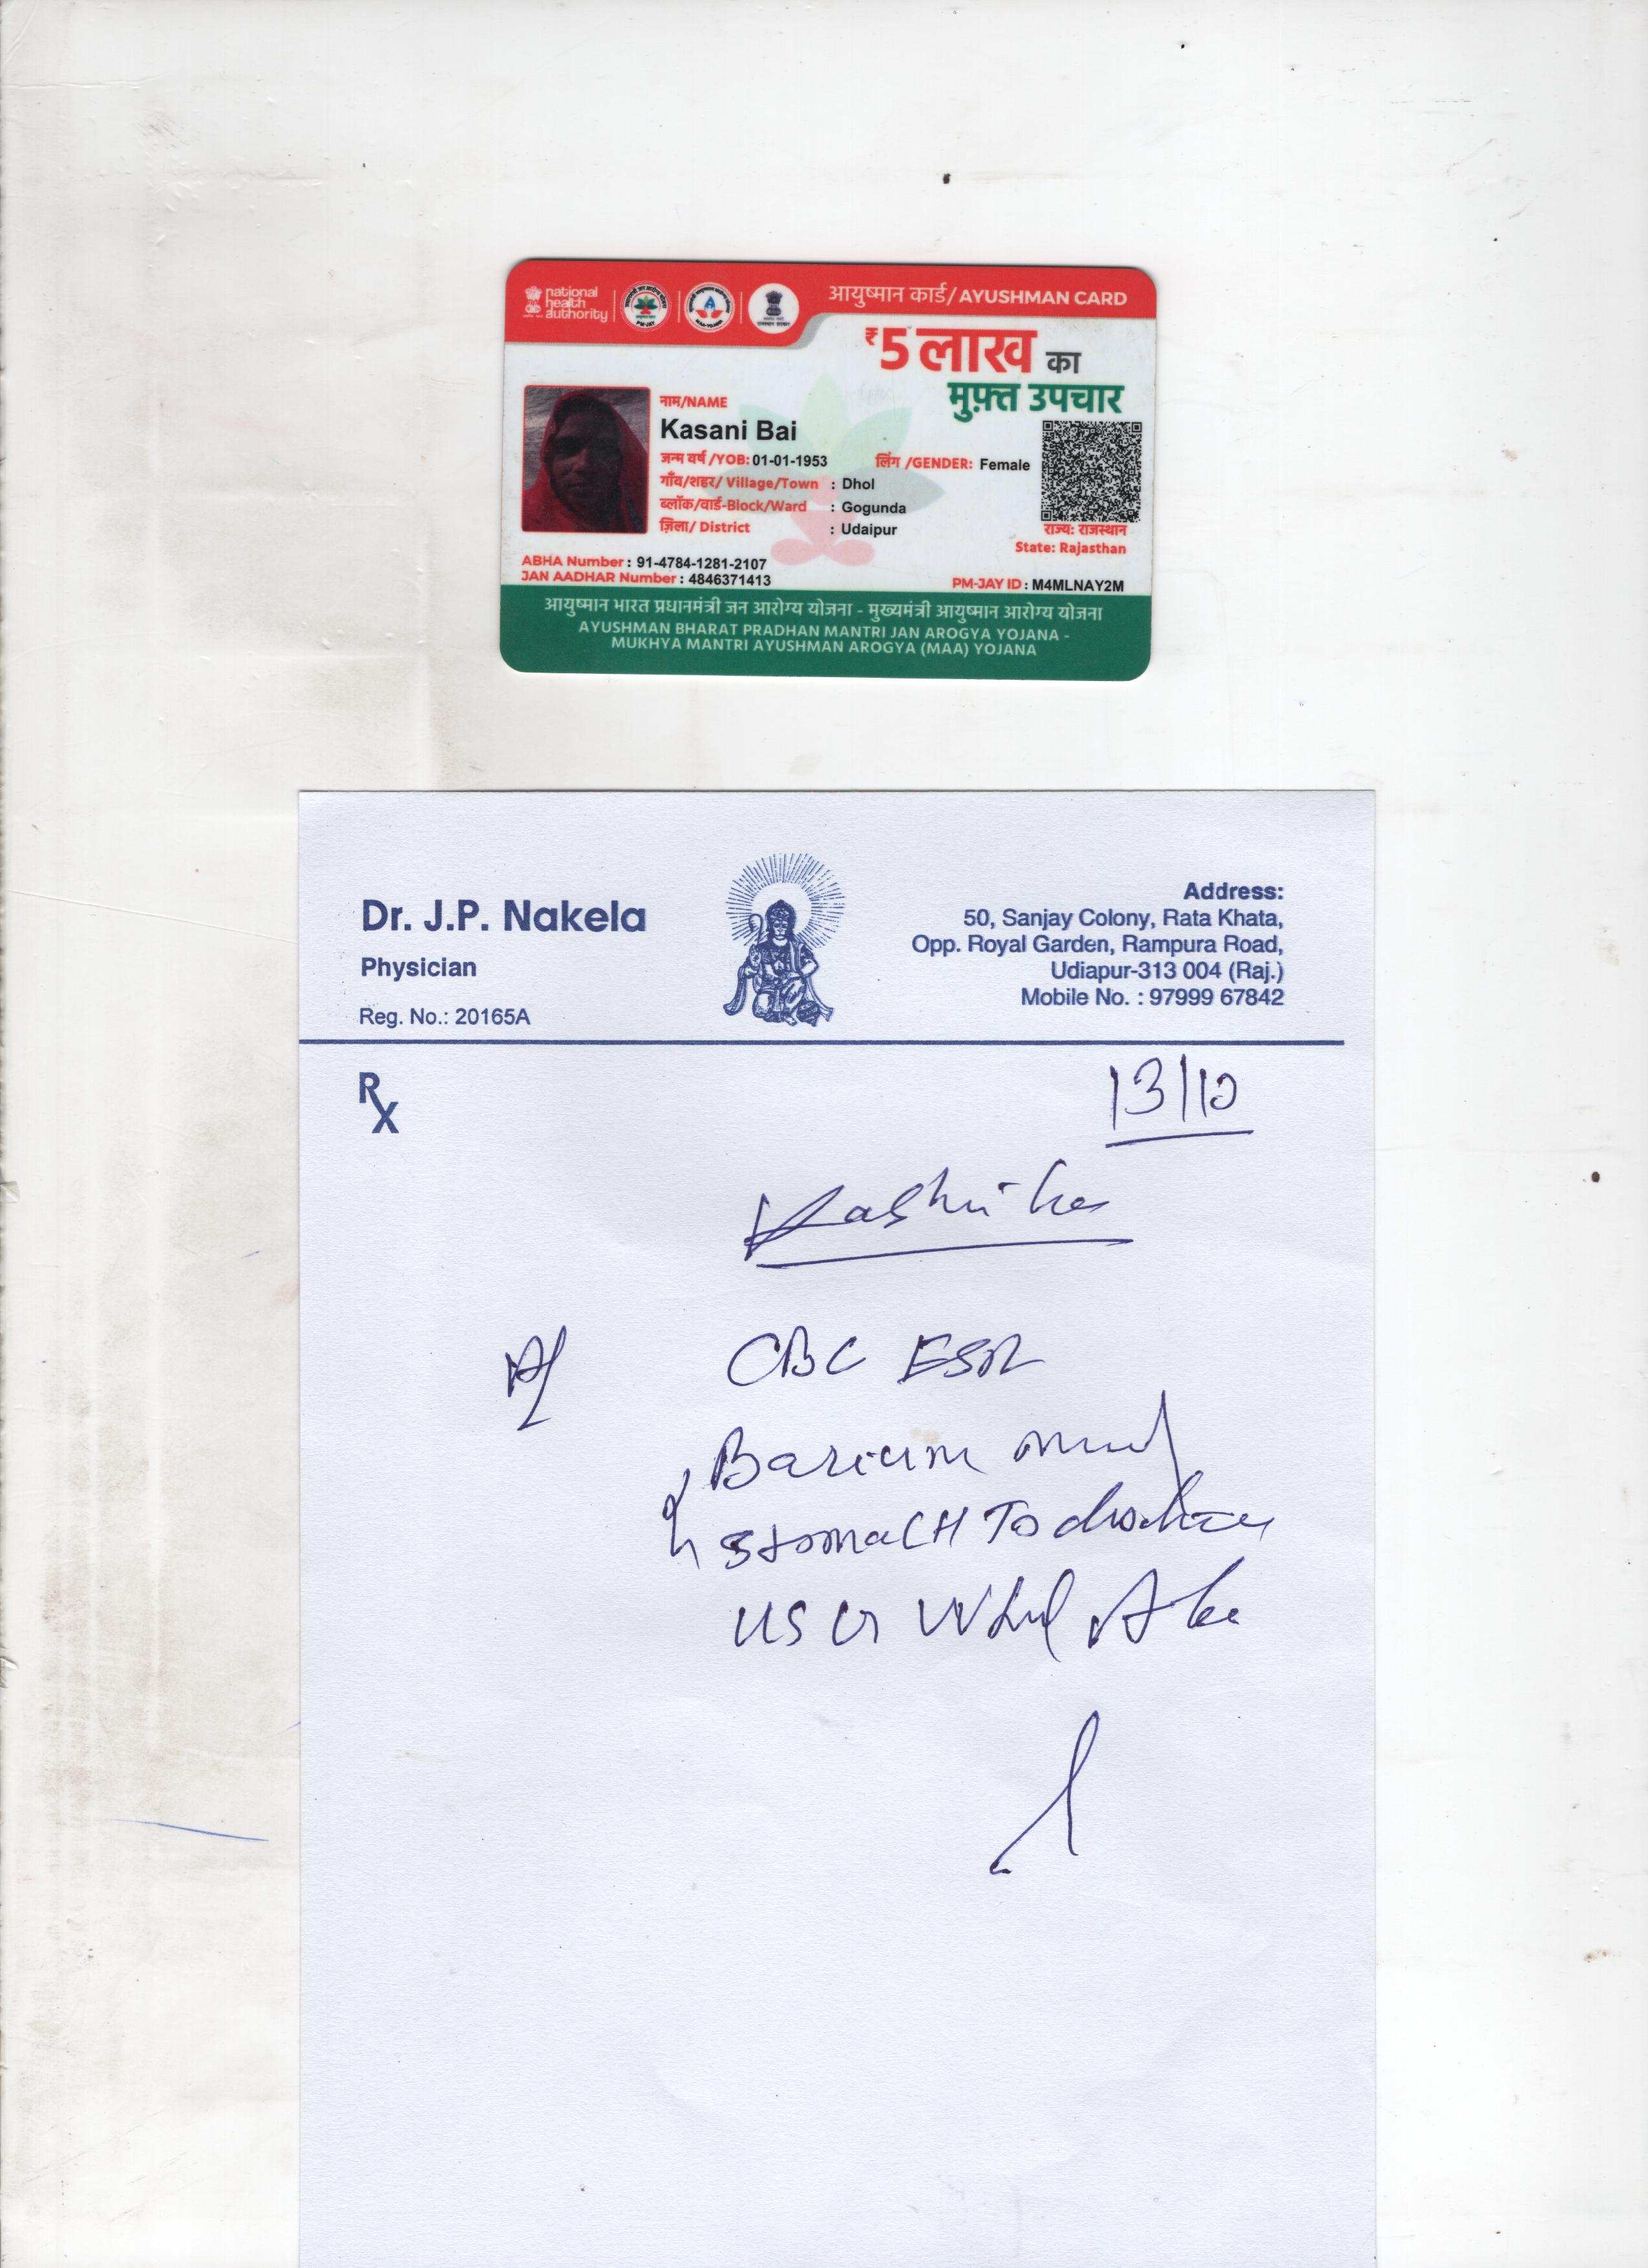 national
health
authority
आयुष्मान कार्ड/AYUSHMAN CARD
₹5 लाख का
मुफ़्त उपचार
नाम/NAME
Kasani Bai
जन्म वर्ष /YOB: 01-01-1953 लिंग /GENDER: Female
गाँव/शहर/ Village/Town : Dhol
ब्लॉक/वार्ड-Block/Ward : Gogunda
ज़िला/ District : Udaipur
राज्य: राजस्थान
State: Rajasthan
ABHA Number : 91-4784-1281-2107
JAN AADHAR Number : 4846371413
PM-JAY ID : M4MLNAY2M
आयुष्मान भारत प्रधानमंत्री जन आरोग्य योजना - मुख्यमंत्री आयुष्मान आरोग्य योजना
AYUSHMAN BHARAT PRADHAN MANTRI JAN AROGYA YOJANA -
MUKHYA MANTRI AYUSHMAN AROGYA (MAA) YOJANA
Dr. J.P. Nakela
Physician
Reg. No.: 20165A
Address:
50, Sanjay Colony, Rata Khata,
Opp. Royal Garden, Rampura Road,
Udiapur-313 004 (Raj.)
Mobile No. : 97999 67842
Rx
13/10
CBC ESR
Barium
Stomach To
USG